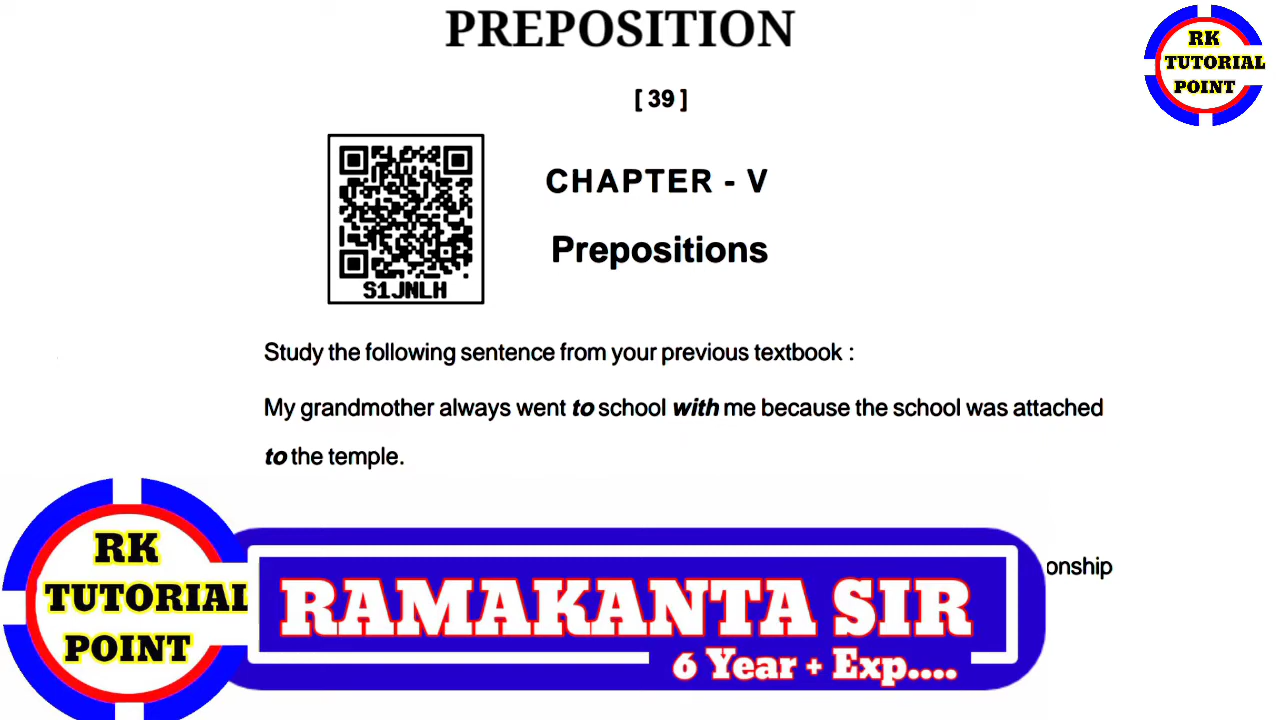 PREPOSITION
RK
TUTORIAL
POINT
[ 39 ]
CHAPTER - V
Prepositions
S1JNLH
Study the following sentence from your previous textbook :
My grandmother always went to school with me because the school was attached
to the temple.
onship
RK
TUTORIAL
POINT
RAMAKANTA SIR
6 Year + Exp....